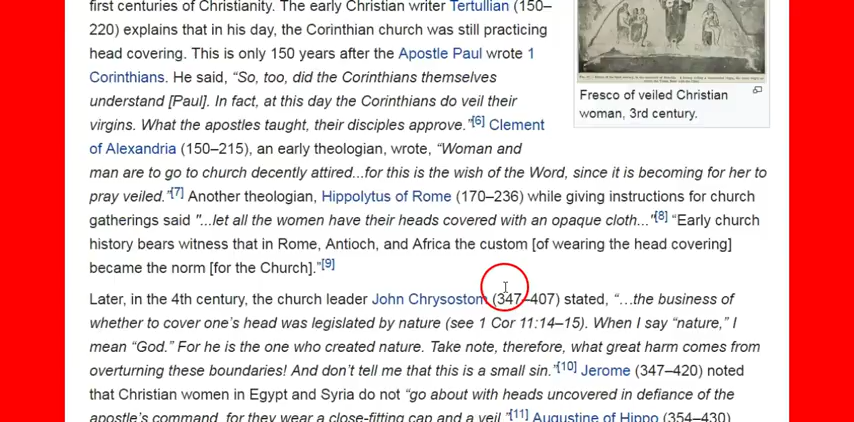 first centuries of Christianity. The early Christian writer Tertullian (150–
220) explains that in his day, the Corinthian church was still practicing
head covering. This is only 150 years after the Apostle Paul wrote 1
Corinthians. He said, “So, too, did the Corinthians themselves
understand [Paul]. In fact, at this day the Corinthians do veil their
virgins. What the apostles taught, their disciples approve.”[6] Clement
of Alexandria (150–215), an early theologian, wrote, “Woman and
man are to go to church decently attired...for this is the wish of the Word, since it is becoming for her to
pray veiled.”[7] Another theologian, Hippolytus of Rome (170–236) while giving instructions for church
gatherings said "...let all the women have their heads covered with an opaque cloth..."[8] “Early church
history bears witness that in Rome, Antioch, and Africa the custom [of wearing the head covering]
became the norm [for the Church].”[9]
Fresco of veiled Christian
woman, 3rd century.
Later, in the 4th century, the church leader John Chrysostom (347–407) stated, “…the business of
whether to cover one’s head was legislated by nature (see 1 Cor 11:14–15). When I say “nature,” I
mean “God.” For he is the one who created nature. Take note, therefore, what great harm comes from
overturning these boundaries! And don’t tell me that this is a small sin.”[10] Jerome (347–420) noted
that Christian women in Egypt and Syria do not “go about with heads uncovered in defiance of the
apostle’s command, for they wear a close-fitting cap and a veil.”[11] Augustine of Hippo (354–430)